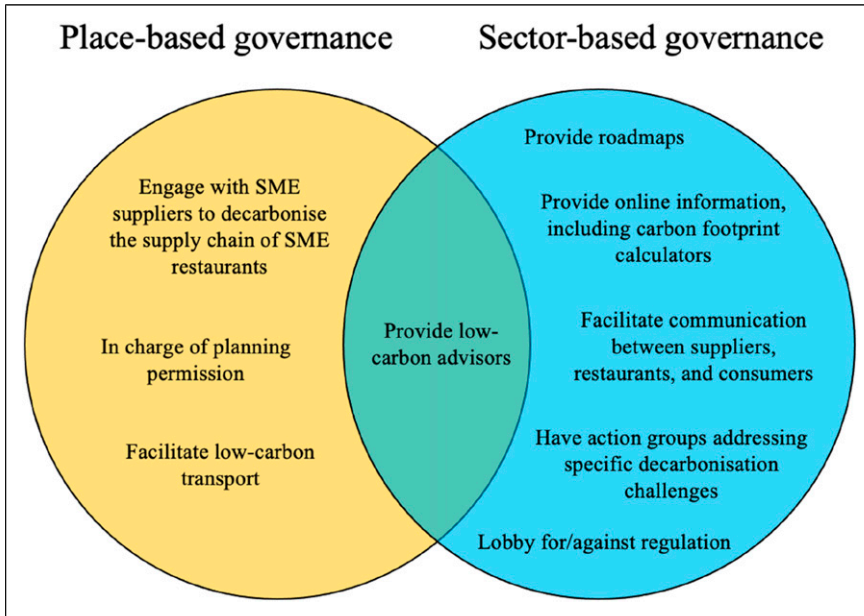 Place-based governance
Sector-based governance
Engage with SME
suppliers to decarbonise
the supply chain of SME
restaurants
In charge of planning
permission
Facilitate low-carbon
transport
Provide low-
carbon advisors
Provide roadmaps
Provide online information,
including carbon footprint
calculators
Facilitate communication
between suppliers,
restaurants, and consumers
Have action groups addressing
specific decarbonisation
challenges
Lobby for/against regulation